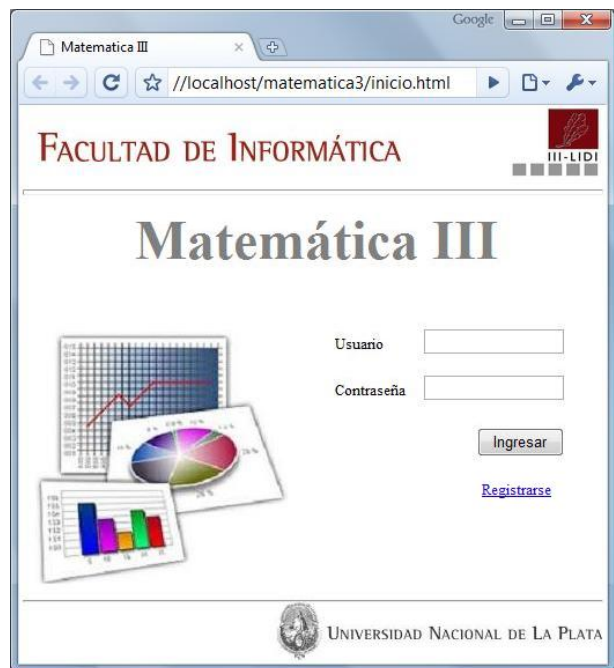 Google
Matematica III
//localhost/matematica3/inicio.html
FACULTAD DE INFORMÁTICA
III-LIDI
Matemática III
Usuario
Contraseña
Ingresar
Registrarse
UNIVERSIDAD NACIONAL DE LA PLATA